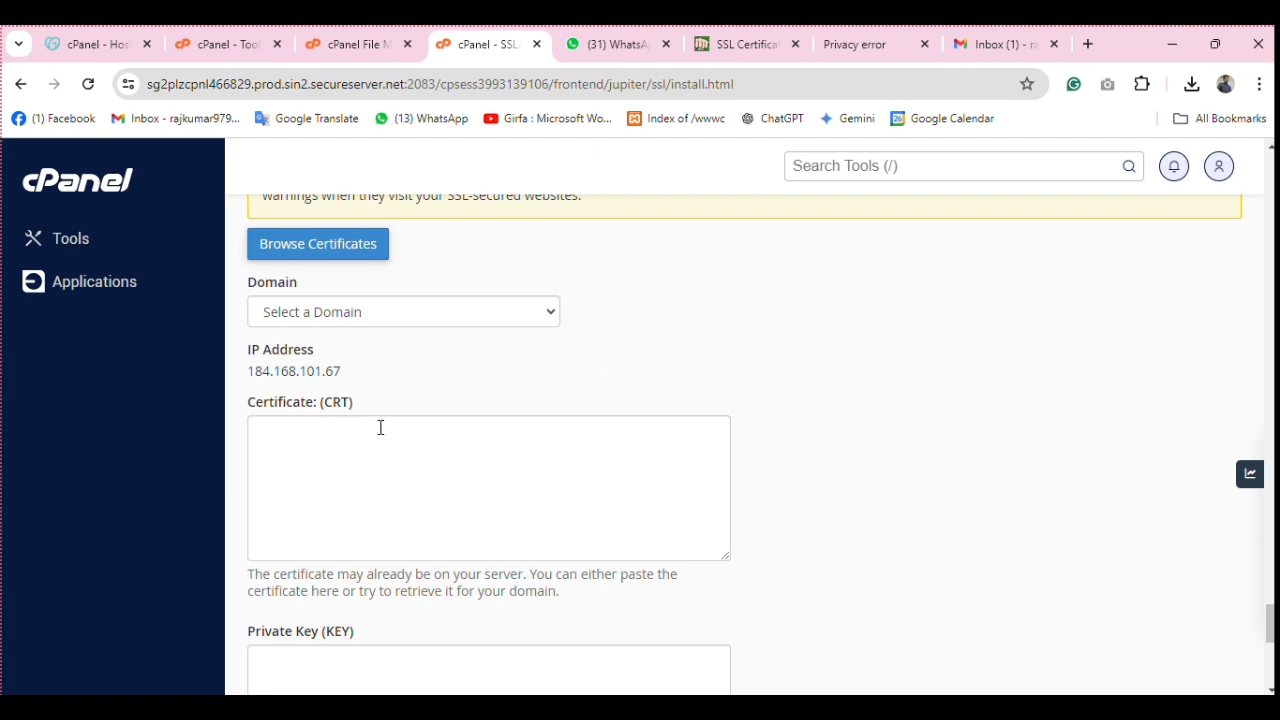 cPanel - Hos
cPanel - Tool
cPanel File M
cPanel - SSL
(31) WhatsA
SSL Certifica
Privacy error
Inbox (1) - ra
sg2plzcpnl466829.prod.sin2.secureserver.net:2083/cpsess3993139106/frontend/jupiter/ssl/install.html
(1) Facebook
Inbox - rajkumar979...
Google Translate
(13) WhatsApp
Girfa : Microsoft Wo...
Index of /wwwc
ChatGPT
Gemini
Google Calendar
All Bookmarks
cPanel
Search Tools (/)
Tools
Applications
warnings when they visit your SSL-secured websites.
Browse Certificates
Domain
Select a Domain
IP Address
184.168.101.67
Certificate: (CRT)
The certificate may already be on your server. You can either paste the
certificate here or try to retrieve it for your domain.
Private Key (KEY)